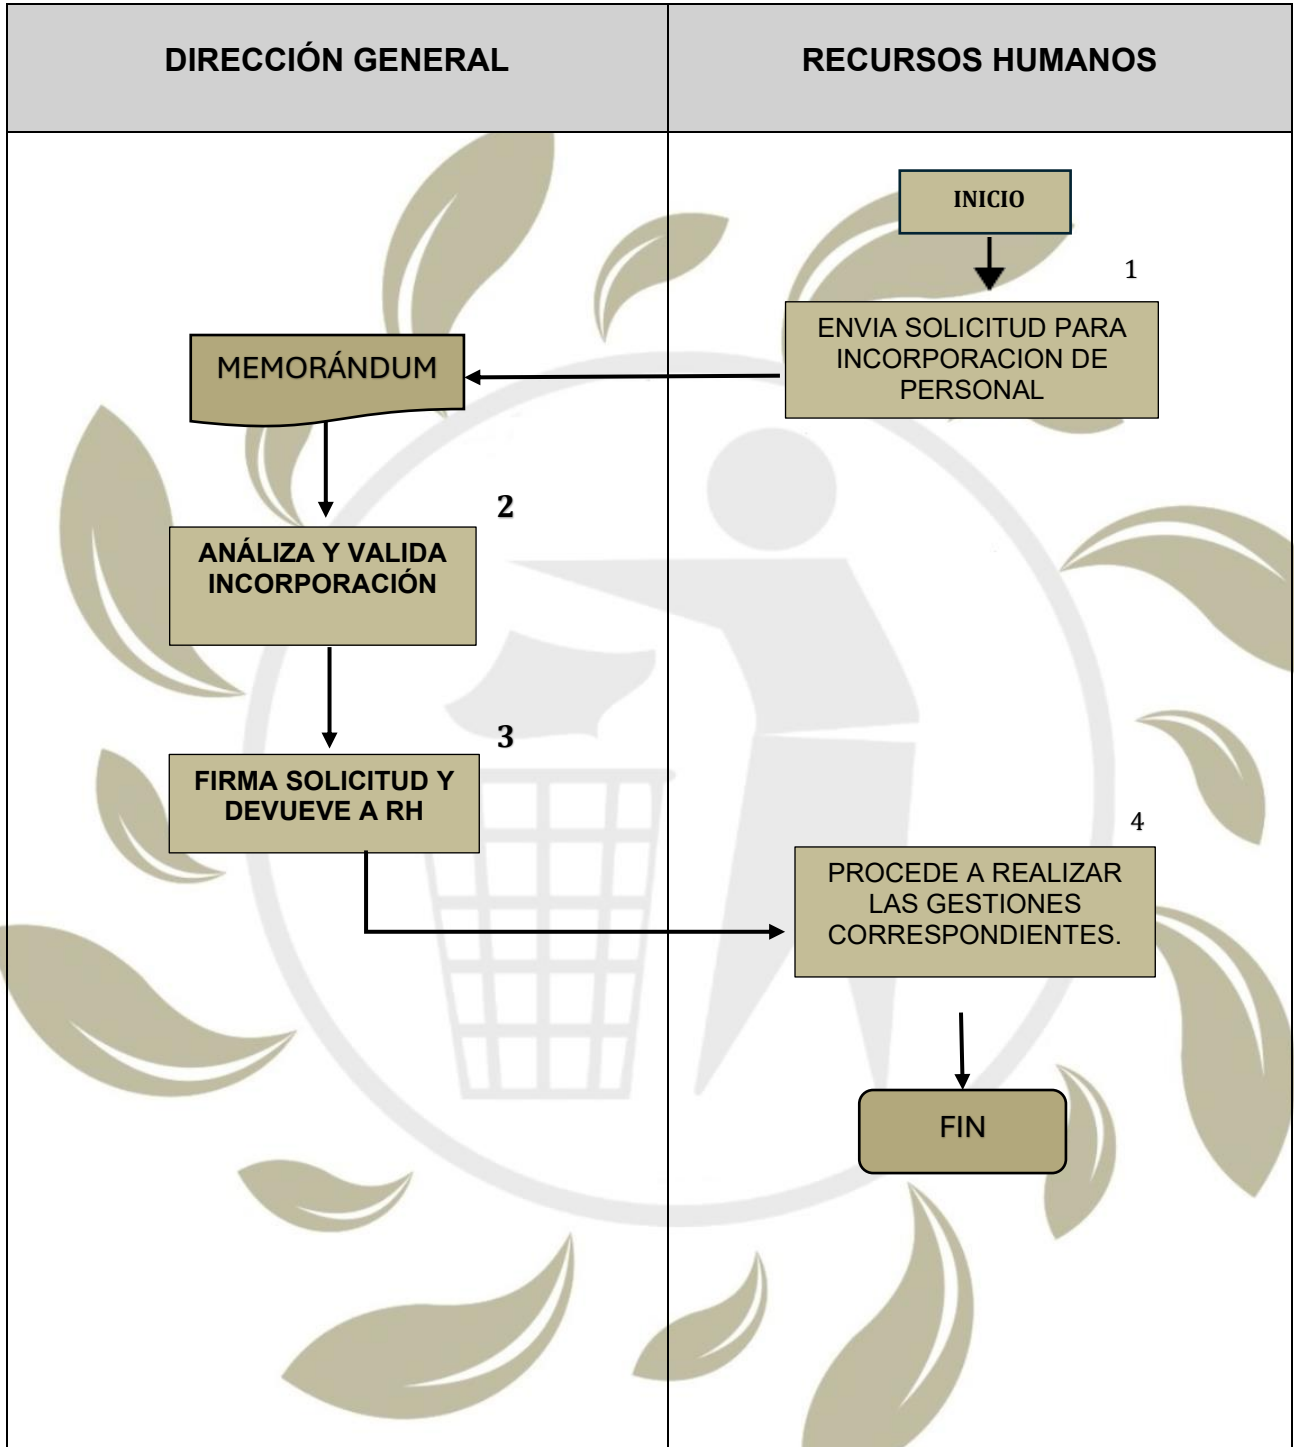 DIRECCIÓN GENERAL
RECURSOS HUMANOS
INICIO
1
ENVIA SOLICITUD PARA
INCORPORACION DE
PERSONAL
MEMORÁNDUM
2
ANÁLIZA Y VALIDA
INCORPORACIÓN
3
FIRMA SOLICITUD Y
DEVUEVE A RH
4
PROCEDE A REALIZAR
LAS GESTIONES
CORRESPONDIENTES.
FIN